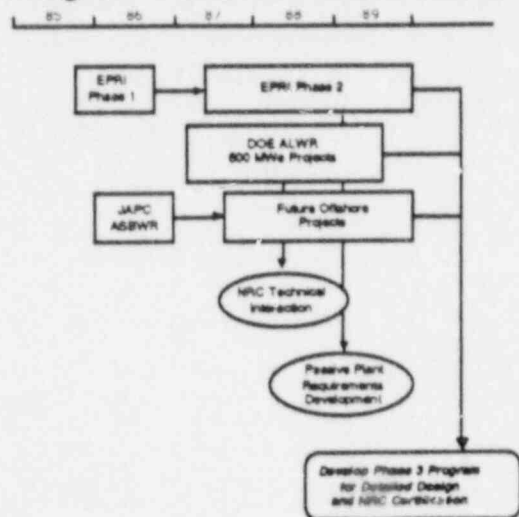 85 86 87 88 89
EPRI
Phase 1
EPRI Phase 2
DOE ALWR
600 MWe Projects
JAPC
ASBWR
Future Offshore
Projects
NRC Technical
Interaction
Passive Plant
Requirements
Development
Develop Phase 3 Program
for Detailed Design
and NRC Certification